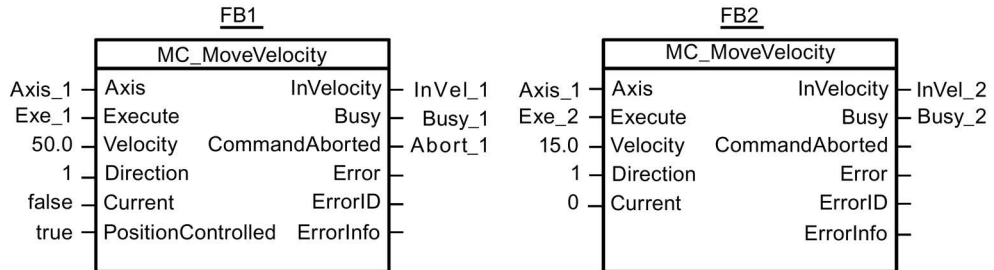 FB1
MC_MoveVelocity
Axis_1 Axis InVelocity InVel_1
Exe_1 Execute Busy Busy_1
50.0 Velocity CommandAborted Abort_1
1 Direction Error
false Current ErrorID
true PositionControlled ErrorInfo
FB2
MC_MoveVelocity
Axis_1 Axis InVelocity InVel_2
Exe_2 Execute Busy Busy_2
15.0 Velocity CommandAborted
1 Direction Error
0 Current ErrorID
ErrorInfo